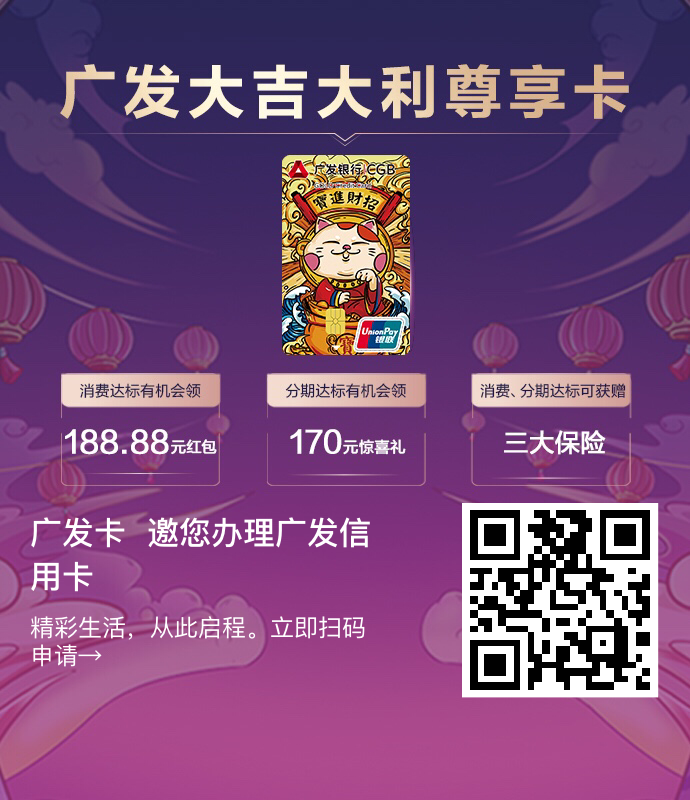 广发大吉大利尊享卡
广发银行 CGB
寶進財招
UnionPay
银联
消费达标有机会领
分期达标有机会领
消费、分期达标可获赠
188.88元红包
170元惊喜礼
三大保险
广发卡 邀您办理广发信
用卡
精彩生活，从此启程。立即扫码
申请→